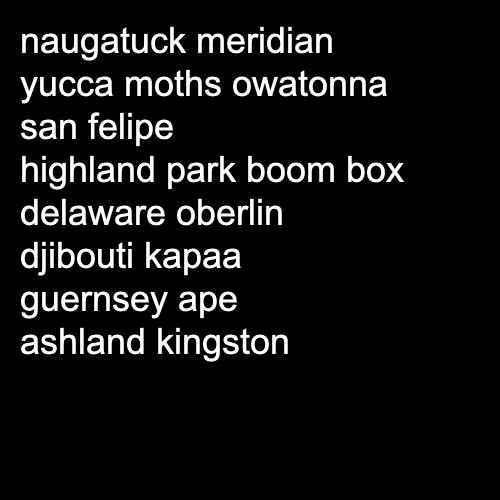 naugatuck meridian
yucca moths owatonna
san felipe
highland park boom box
delaware oberlin
djibouti kapaa
guernsey ape
ashland kingston